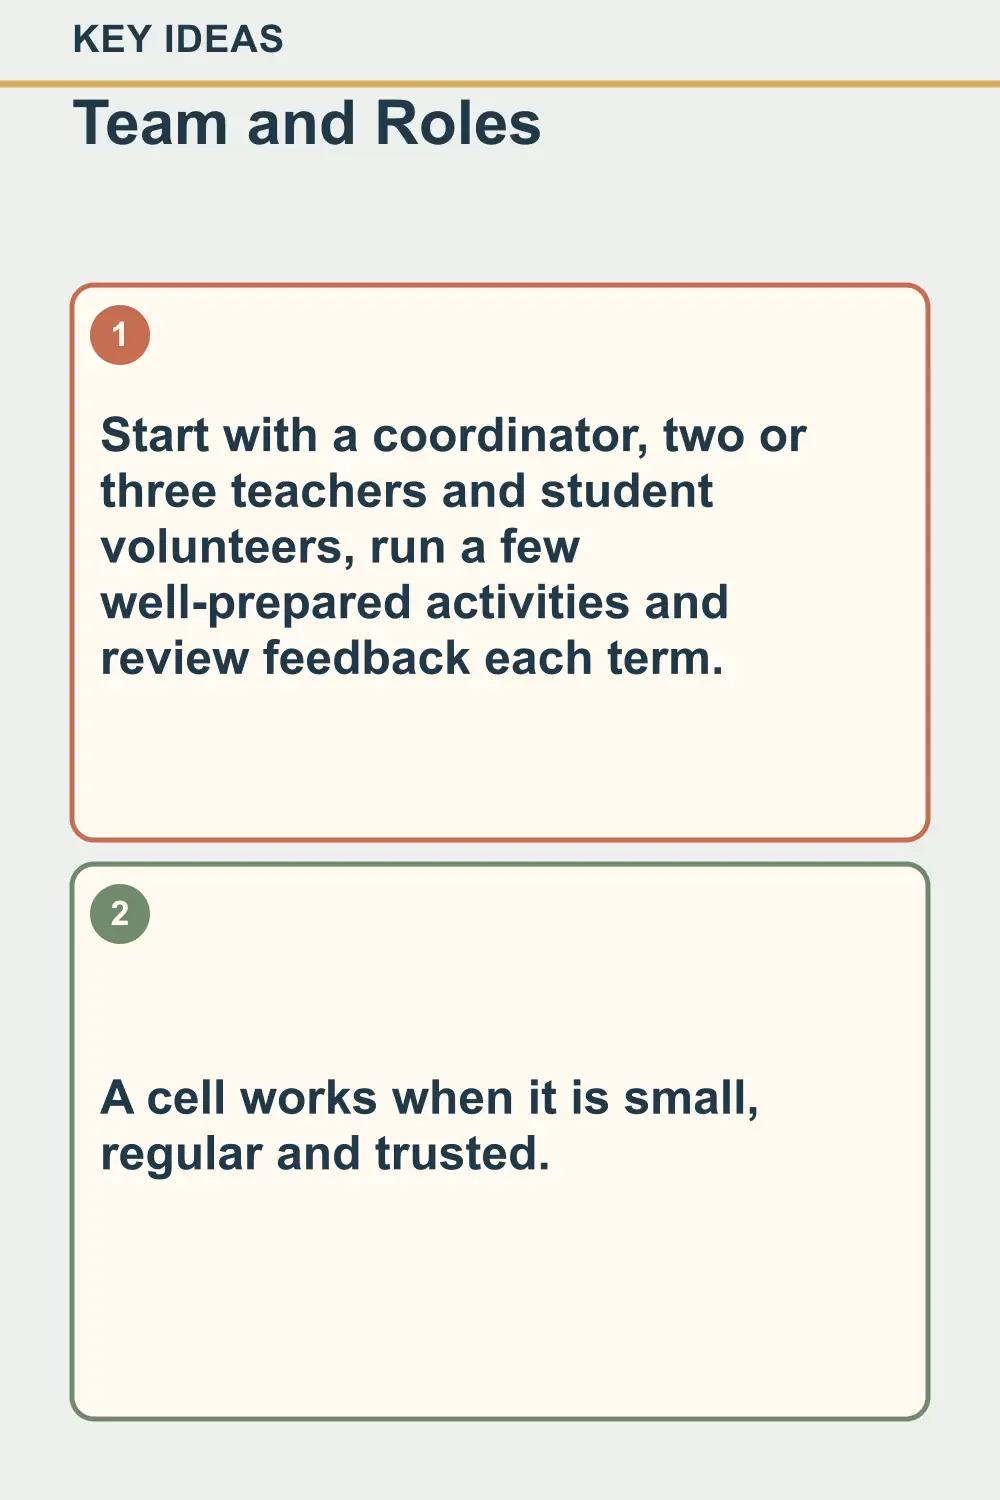 KEY IDEAS
Team and Roles
1
Start with a coordinator, two or
three teachers and student
volunteers, run a few
well-prepared activities and
review feedback each term.
2
A cell works when it is small,
regular and trusted.